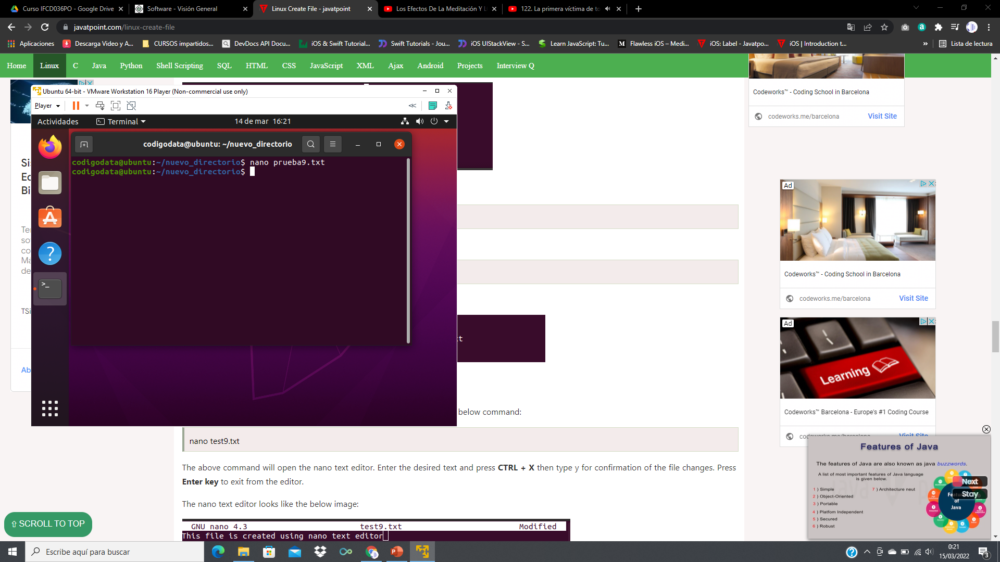 Curso IFCD036PO - Google Drive
Software - Visión General
Linux Create File - javatpoint
Los Efectos De La Meditación Y L
122. La primera víctima de to
javatpoint.com/linux-create-file
Aplicaciones
Descarga Video y A...
CURSOS impartidos...
DevDocs API Docu...
iOS & Swift Tutorial...
Swift Tutorials - Jou...
iOS UIStackView - S...
Learn JavaScript: Tu...
Flawless iOS – Medi...
iOS: Label - Javatpo...
iOS | Introduction t...
»
Lista de lectura
Home
Linux
C
Java
Python
Shell Scripting
SQL
HTML
CSS
JavaScript
XML
Ajax
Android
Projects
Interview Q
Ubuntu 64-bit - VMware Workstation 16 Player (Non-commercial use only)
Player
Actividades
Terminal
14 de mar 16:21
codigodata@ubuntu: ~/nuevo_directorio
codigodata@ubuntu:~/nuevo_directorio$ nano prueba9.txt
codigodata@ubuntu:~/nuevo_directorio$
Si
Ec
Bi
Te
so
co
Má
de
TSi
Ab
below command:
nano test9.txt
The above command will open the nano text editor. Enter the desired text and press CTRL + X then type y for confirmation of the file changes. Press
Enter key to exit from the editor.
The nano text editor looks like the below image:
GNU nano 4.3 test9.txt Modified
This file is created using nano text editor
⇧ SCROLL TO TOP
Codeworks™ - Coding School in Barcelona
codeworks.me/barcelona
Visit Site
Ad
Codeworks™ - Coding School in Barcelona
codeworks.me/barcelona
Visit Site
Ad
Learning
Codeworks™ Barcelona - Europe's #1 Coding Course
codeworks.me/barcelona
Visit Site
Features of Java
The features of Java are also known as java buzzwords.
A list of most important features of Java language
is given below.
1 ) Simple
7 ) Architecture neut
2 ) Object-Oriented
3 ) Portable
4 ) Platfom Independent
5 ) Secured
6 ) Robust
of
Java
Next
Stay
Escribe aquí para buscar
0:21
15/03/2022
3